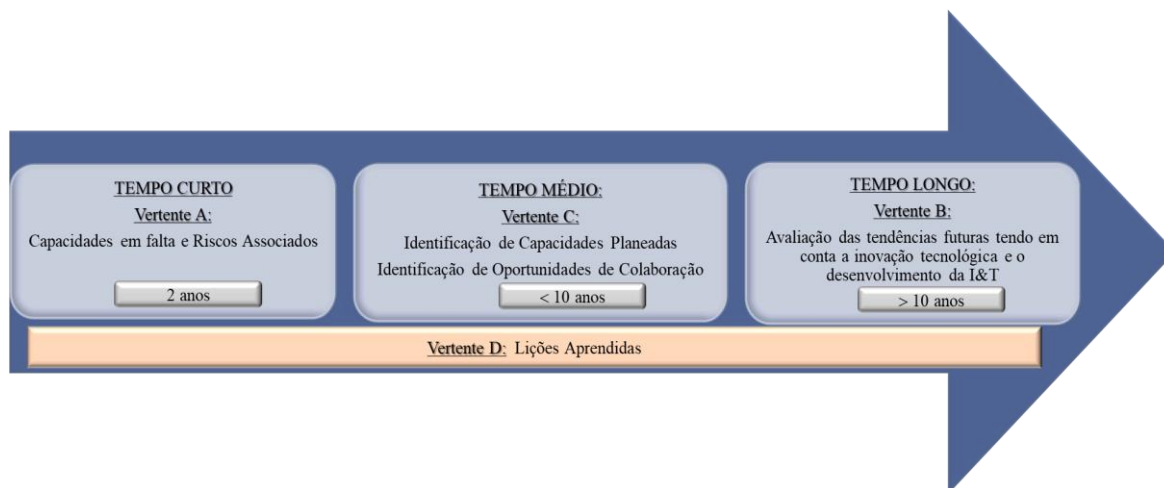 TEMPO CURTO
Vertente A:
Capacidades em falta e Riscos Associados
2 anos
TEMPO MÉDIO:
Vertente C:
Identificação de Capacidades Planeadas
Identificação de Oportunidades de Colaboração
< 10 anos
TEMPO LONGO:
Vertente B:
Avaliação das tendências futuras tendo em
conta a inovação tecnológica e o
desenvolvimento da I&T
> 10 anos
Vertente D: Lições Aprendidas